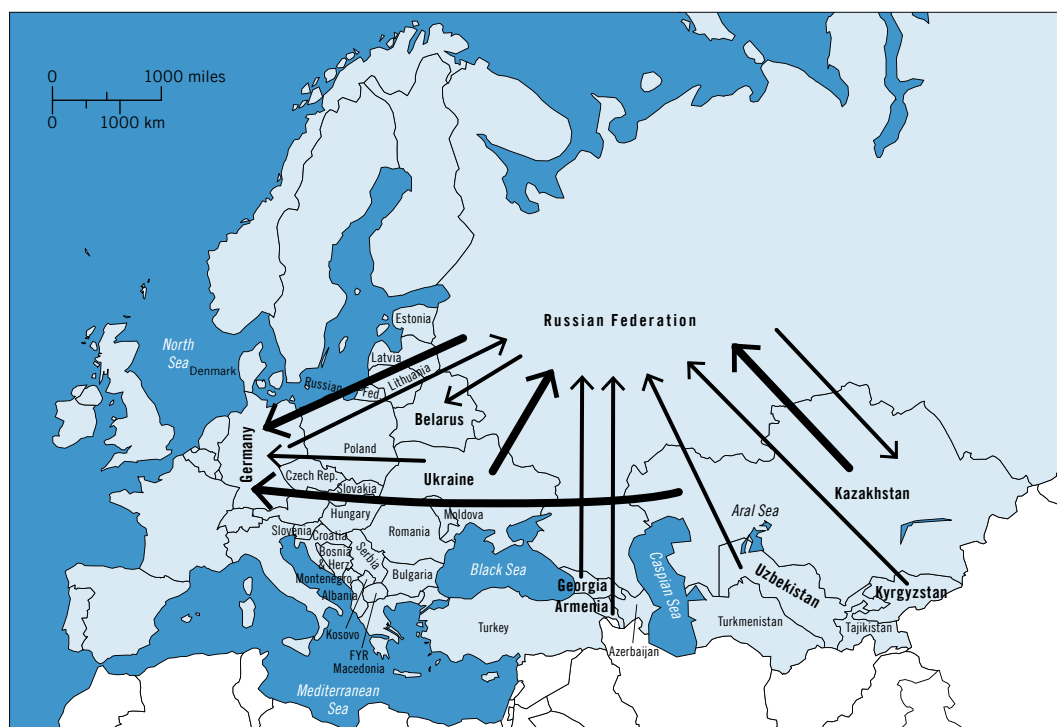 0 1000 miles
0 1000 km
Estonia
Russian Federation
North
Sea
Denmark
Latvia
Lithuania
Russian
Fed.
Belarus
Germany
Poland
Ukraine
Czech Rep.
Slovakia
Kazakhstan
Hungary
Moldova
Aral Sea
Slovenia
Croatia
Romania
Bosnia
& Herz.
Serbia
Black Sea
Caspian Sea
Uzbekistan
Montenegro
Bulgaria
Georgia
Kyrgyzstan
Albania
Armenia
Kosovo
Turkey
Turkmenistan
Tajikistan
FYR
Macedonia
Azerbaijan
Mediterranean
Sea